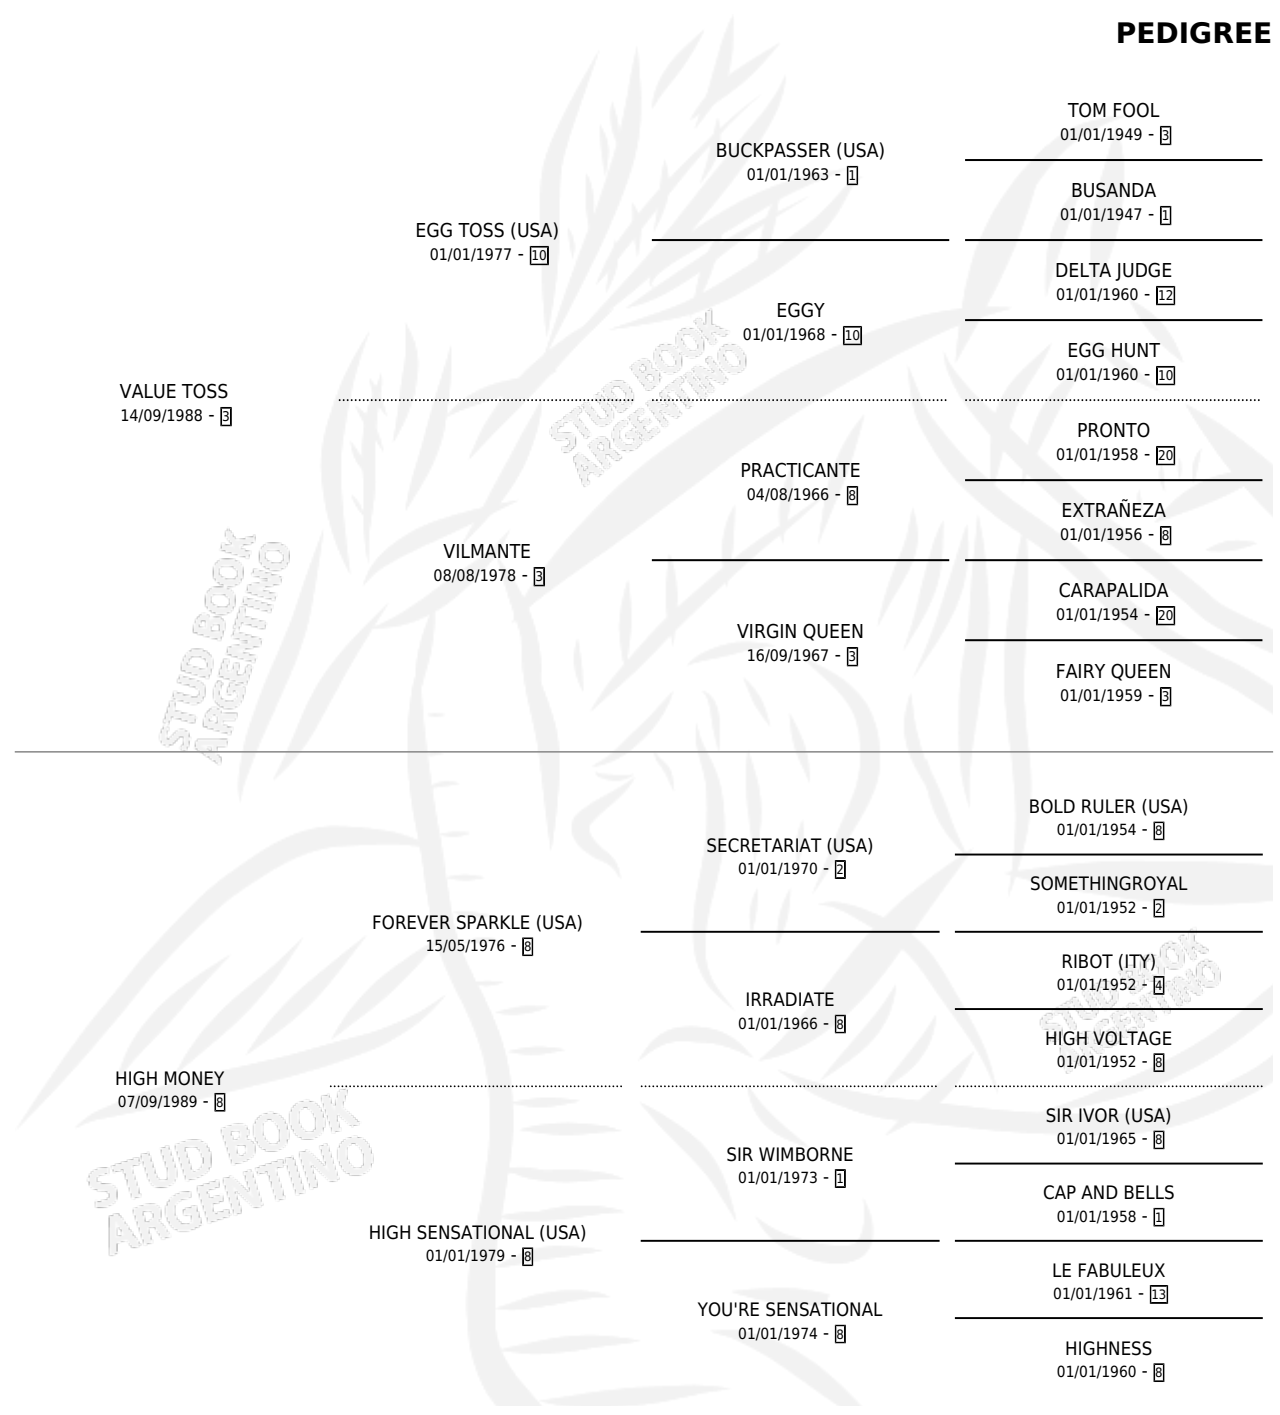 PEDIGREE
TOM FOOL
01/01/1949 - 3
BUCKPASSER (USA)
01/01/1963 - 1
BUSANDA
01/01/1947 - 1
EGG TOSS (USA)
01/01/1977 - 10
DELTA JUDGE
01/01/1960 - 12
EGGY
01/01/1968 - 10
EGG HUNT
01/01/1960 - 10
VALUE TOSS
14/09/1988 - 3
PRONTO
01/01/1958 - 20
PRACTICANTE
04/08/1966 - 8
EXTRAÑEZA
01/01/1956 - 8
VILMANTE
08/08/1978 - 3
CARAPALIDA
01/01/1954 - 20
VIRGIN QUEEN
16/09/1967 - 3
FAIRY QUEEN
01/01/1959 - 3
BOLD RULER (USA)
01/01/1954 - 8
SECRETARIAT (USA)
01/01/1970 - 2
SOMETHINGROYAL
01/01/1952 - 2
FOREVER SPARKLE (USA)
15/05/1976 - 8
RIBOT (ITY)
01/01/1952 - 4
IRRADIATE
01/01/1966 - 8
HIGH VOLTAGE
01/01/1952 - 8
HIGH MONEY
07/09/1989 - 8
SIR IVOR (USA)
01/01/1965 - 8
SIR WIMBORNE
01/01/1973 - 1
CAP AND BELLS
01/01/1958 - 1
HIGH SENSATIONAL (USA)
01/01/1979 - 8
LE FABULEUX
01/01/1961 - 13
YOU'RE SENSATIONAL
01/01/1974 - 8
HIGHNESS
01/01/1960 - 8
STUD BOOK
ARGENTINO
STUD BOOK
ARGENTINO
STUD BOOK
ARGENTINO
STUD BOOK
ARGENTINO